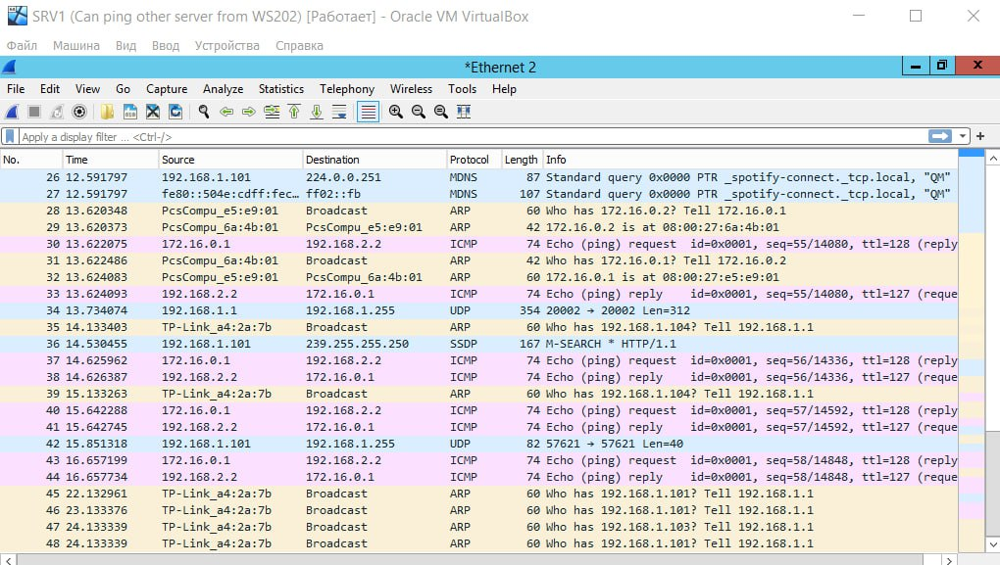 SRV1 (Can ping other server from WS202) [Работает] - Oracle VM VirtualBox
Файл Машина Вид Ввод Устройства Справка
*Ethernet 2
File Edit View Go Capture Analyze Statistics Telephony Wireless Tools Help
Apply a display filter ... <Ctrl-/>
No. Time Source Destination Protocol Length Info
26 12.591797 192.168.1.101 224.0.0.251 MDNS 87 Standard query 0x0000 PTR _spotify-connect._tcp.local, "QM"
27 12.591797 fe80::504e:cdff:fec… ff02::fb MDNS 107 Standard query 0x0000 PTR _spotify-connect._tcp.local, "QM"
28 13.620348 PcsCompu_e5:e9:01 Broadcast ARP 60 Who has 172.16.0.2? Tell 172.16.0.1
29 13.620373 PcsCompu_6a:4b:01 PcsCompu_e5:e9:01 ARP 42 172.16.0.2 is at 08:00:27:6a:4b:01
30 13.622075 172.16.0.1 192.168.2.2 ICMP 74 Echo (ping) request id=0x0001, seq=55/14080, ttl=128 (reply
31 13.622486 PcsCompu_6a:4b:01 Broadcast ARP 42 Who has 172.16.0.1? Tell 172.16.0.2
32 13.624083 PcsCompu_e5:e9:01 PcsCompu_6a:4b:01 ARP 60 172.16.0.1 is at 08:00:27:e5:e9:01
33 13.624093 192.168.2.2 172.16.0.1 ICMP 74 Echo (ping) reply id=0x0001, seq=55/14080, ttl=127 (reque
34 13.734074 192.168.1.1 192.168.1.255 UDP 354 20002 → 20002 Len=312
35 14.133403 TP-Link_a4:2a:7b Broadcast ARP 60 Who has 192.168.1.104? Tell 192.168.1.1
36 14.530455 192.168.1.101 239.255.255.250 SSDP 167 M-SEARCH * HTTP/1.1
37 14.625962 172.16.0.1 192.168.2.2 ICMP 74 Echo (ping) request id=0x0001, seq=56/14336, ttl=128 (reply
38 14.626387 192.168.2.2 172.16.0.1 ICMP 74 Echo (ping) reply id=0x0001, seq=56/14336, ttl=127 (reque
39 15.133263 TP-Link_a4:2a:7b Broadcast ARP 60 Who has 192.168.1.104? Tell 192.168.1.1
40 15.642288 172.16.0.1 192.168.2.2 ICMP 74 Echo (ping) request id=0x0001, seq=57/14592, ttl=128 (reply
41 15.642745 192.168.2.2 172.16.0.1 ICMP 74 Echo (ping) reply id=0x0001, seq=57/14592, ttl=127 (reque
42 15.851318 192.168.1.101 192.168.1.255 UDP 82 57621 → 57621 Len=40
43 16.657199 172.16.0.1 192.168.2.2 ICMP 74 Echo (ping) request id=0x0001, seq=58/14848, ttl=128 (reply
44 16.657734 192.168.2.2 172.16.0.1 ICMP 74 Echo (ping) reply id=0x0001, seq=58/14848, ttl=127 (reque
45 22.132961 TP-Link_a4:2a:7b Broadcast ARP 60 Who has 192.168.1.101? Tell 192.168.1.1
46 23.133376 TP-Link_a4:2a:7b Broadcast ARP 60 Who has 192.168.1.101? Tell 192.168.1.1
47 24.133339 TP-Link_a4:2a:7b Broadcast ARP 60 Who has 192.168.1.103? Tell 192.168.1.1
48 24.133339 TP-Link_a4:2a:7b Broadcast ARP 60 Who has 192.168.1.101? Tell 192.168.1.1